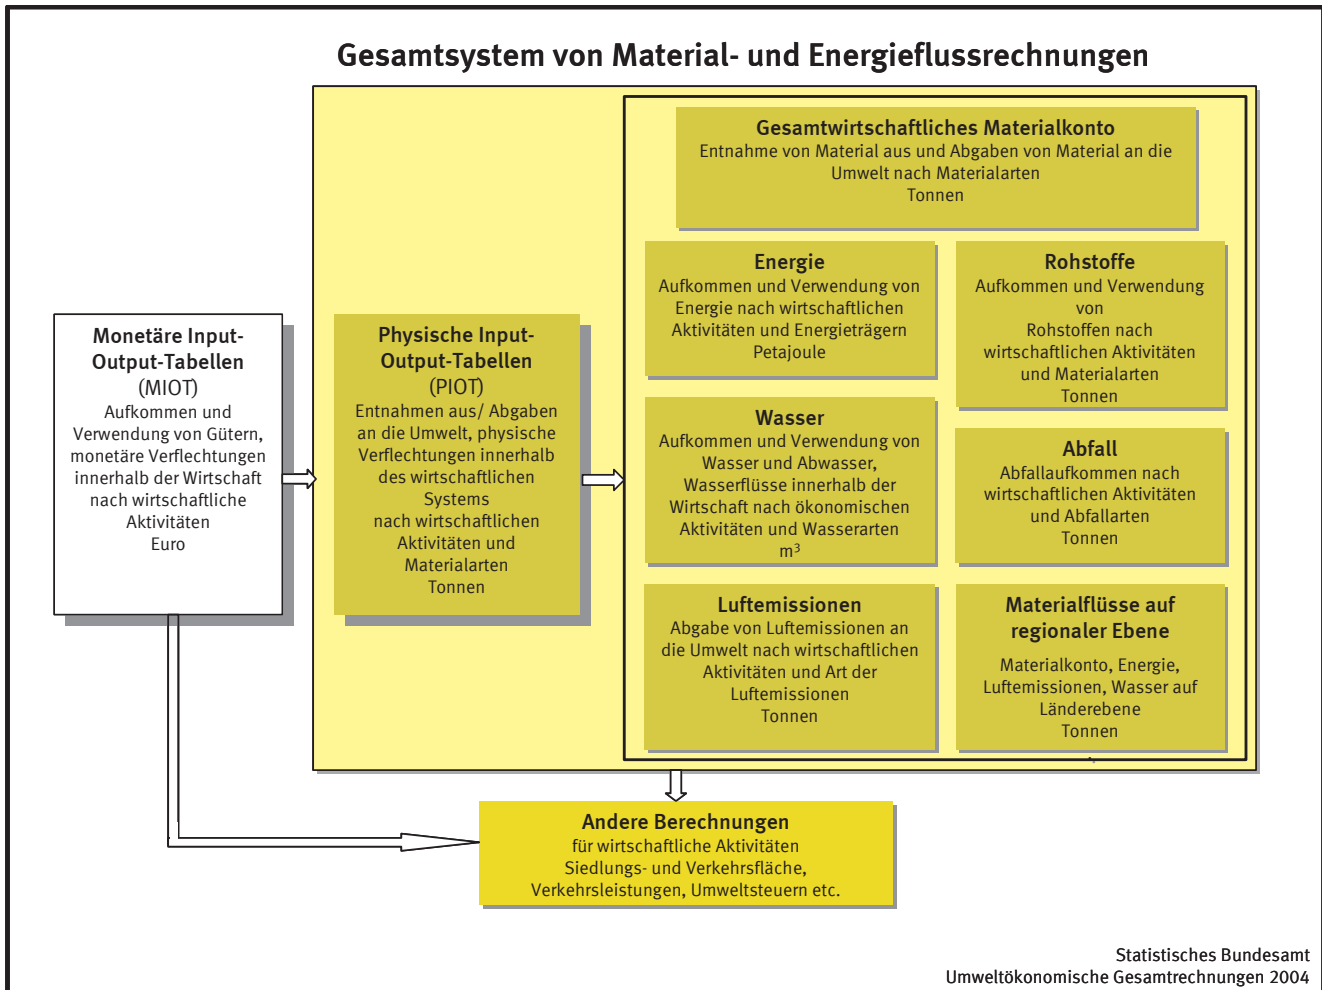 Gesamtsystem von Material- und Energieflussrechnungen
Gesamtwirtschaftliches Materialkonto
Entnahme von Material aus und Abgaben von Material an die
Umwelt nach Materialarten
Tonnen
Energie
Aufkommen und Verwendung von
Energie nach wirtschaftlichen
Aktivitäten und Energieträgern
Petajoule
Rohstoffe
Aufkommen und Verwendung
von
Rohstoffen nach
wirtschaftlichen Aktivitäten
und Materialarten
Tonnen
Monetäre Input-
Output-Tabellen
(MIOT)
Aufkommen und
Verwendung von Gütern,
monetäre Verflechtungen
innerhalb der Wirtschaft
nach wirtschaftliche
Aktivitäten
Euro
Physische Input-
Output-Tabellen
(PIOT)
Entnahmen aus/ Abgaben
an die Umwelt, physische
Verflechtungen innerhalb
des wirtschaftlichen
Systems
nach wirtschaftlichen
Aktivitäten und
Materialarten
Tonnen
Wasser
Aufkommen und Verwendung von
Wasser und Abwasser,
Wasserflüsse innerhalb der
Wirtschaft nach ökonomischen
Aktivitäten und Wasserarten
m³
Abfall
Abfallaufkommen nach
wirtschaftlichen Aktivitäten
und Abfallarten
Tonnen
Luftemissionen
Abgabe von Luftemissionen an
die Umwelt nach wirtschaftlichen
Aktivitäten und Art der
Luftemissionen
Tonnen
Materialflüsse auf
regionaler Ebene
Materialkonto, Energie,
Luftemissionen, Wasser auf
Länderebene
Tonnen
Andere Berechnungen
für wirtschaftliche Aktivitäten
Siedlungs- und Verkehrsfläche,
Verkehrsleistungen, Umweltsteuern etc.
Statistisches Bundesamt
Umweltökonomische Gesamtrechnungen 2004